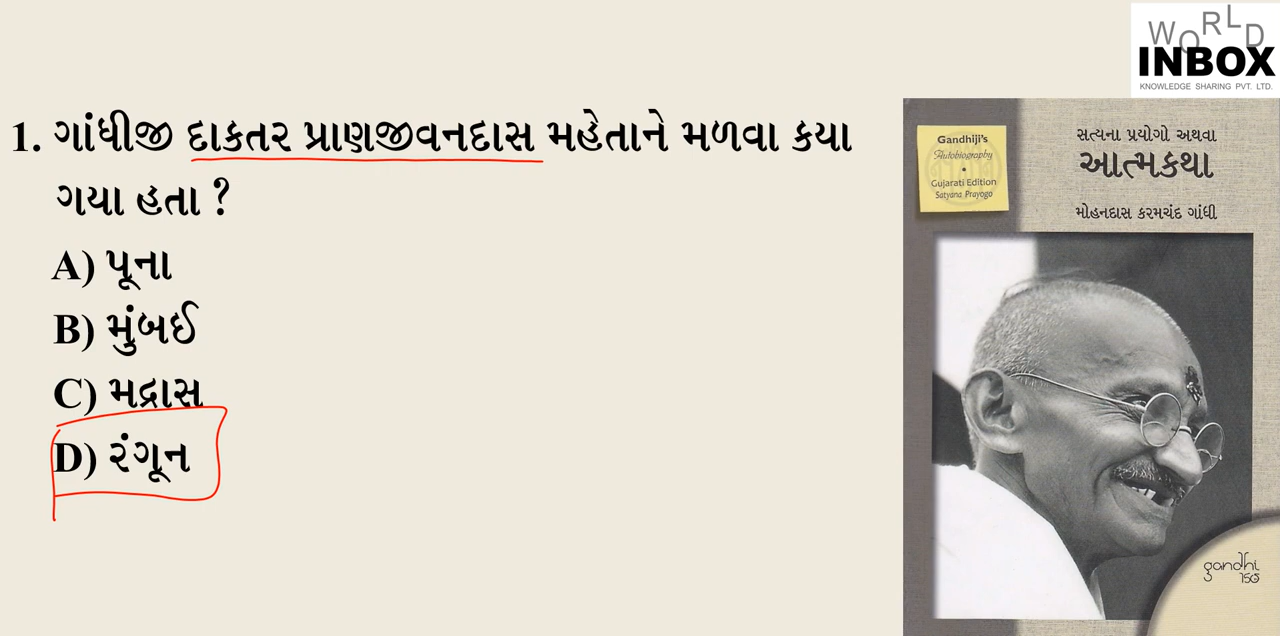 WORLD
INBOX
KNOWLEDGE SHARING PVT. LTD.
1. ગાંધીજી દાકતર પ્રાણજીવનદાસ મહેતાને મળવા કયા
ગયા હતા ?
A) પૂના
B) મુંબઈ
C) મદ્રાસ
D) રંગૂન
Gandhiji's
Autobiography
•
Gujarati Edition
Satyana Prayogo
સત્યના પ્રયોગો અથવા
આત્મકથા
મોહનદાસ કરમચંદ ગાંધી
gandhi
150